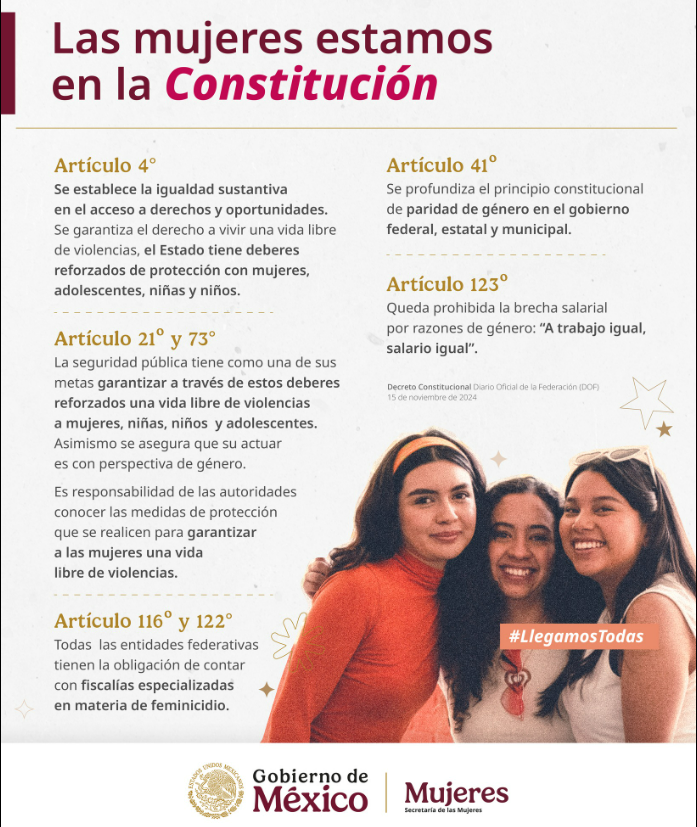 Las mujeres estamos
en la Constitución
Artículo 4°
Se establece la igualdad sustantiva
en el acceso a derechos y oportunidades.
Se garantiza el derecho a vivir una vida libre
de violencias, el Estado tiene deberes
reforzados de protección con mujeres,
adolescentes, niñas y niños.
Artículo 21º y 73°
La seguridad pública tiene como una de sus
metas garantizar a través de estos deberes
reforzados una vida libre de violencias
a mujeres, niñas, niños y adolescentes.
Asimismo se asegura que su actuar
es con perspectiva de género.
Es responsabilidad de las autoridades
conocer las medidas de protección
que se realicen para garantizar
a las mujeres una vida
libre de violencias.
Artículo 116º y 122°
Todas las entidades federativas
tienen la obligación de contar
con fiscalías especializadas
en materia de feminicidio.
Artículo 41º
Se profundiza el principio constitucional
de paridad de género en el gobierno
federal, estatal y municipal.
Artículo 123º
Queda prohibida la brecha salarial
por razones de género: “A trabajo igual,
salario igual”.
Decreto Constitucional Diario Oficial de la Federación (DOF)
15 de noviembre de 2024
#LlegamosTodas
ESTADOS UNIDOS MEXICANOS
Gobierno de
México
Mujeres
Secretaría de las Mujeres